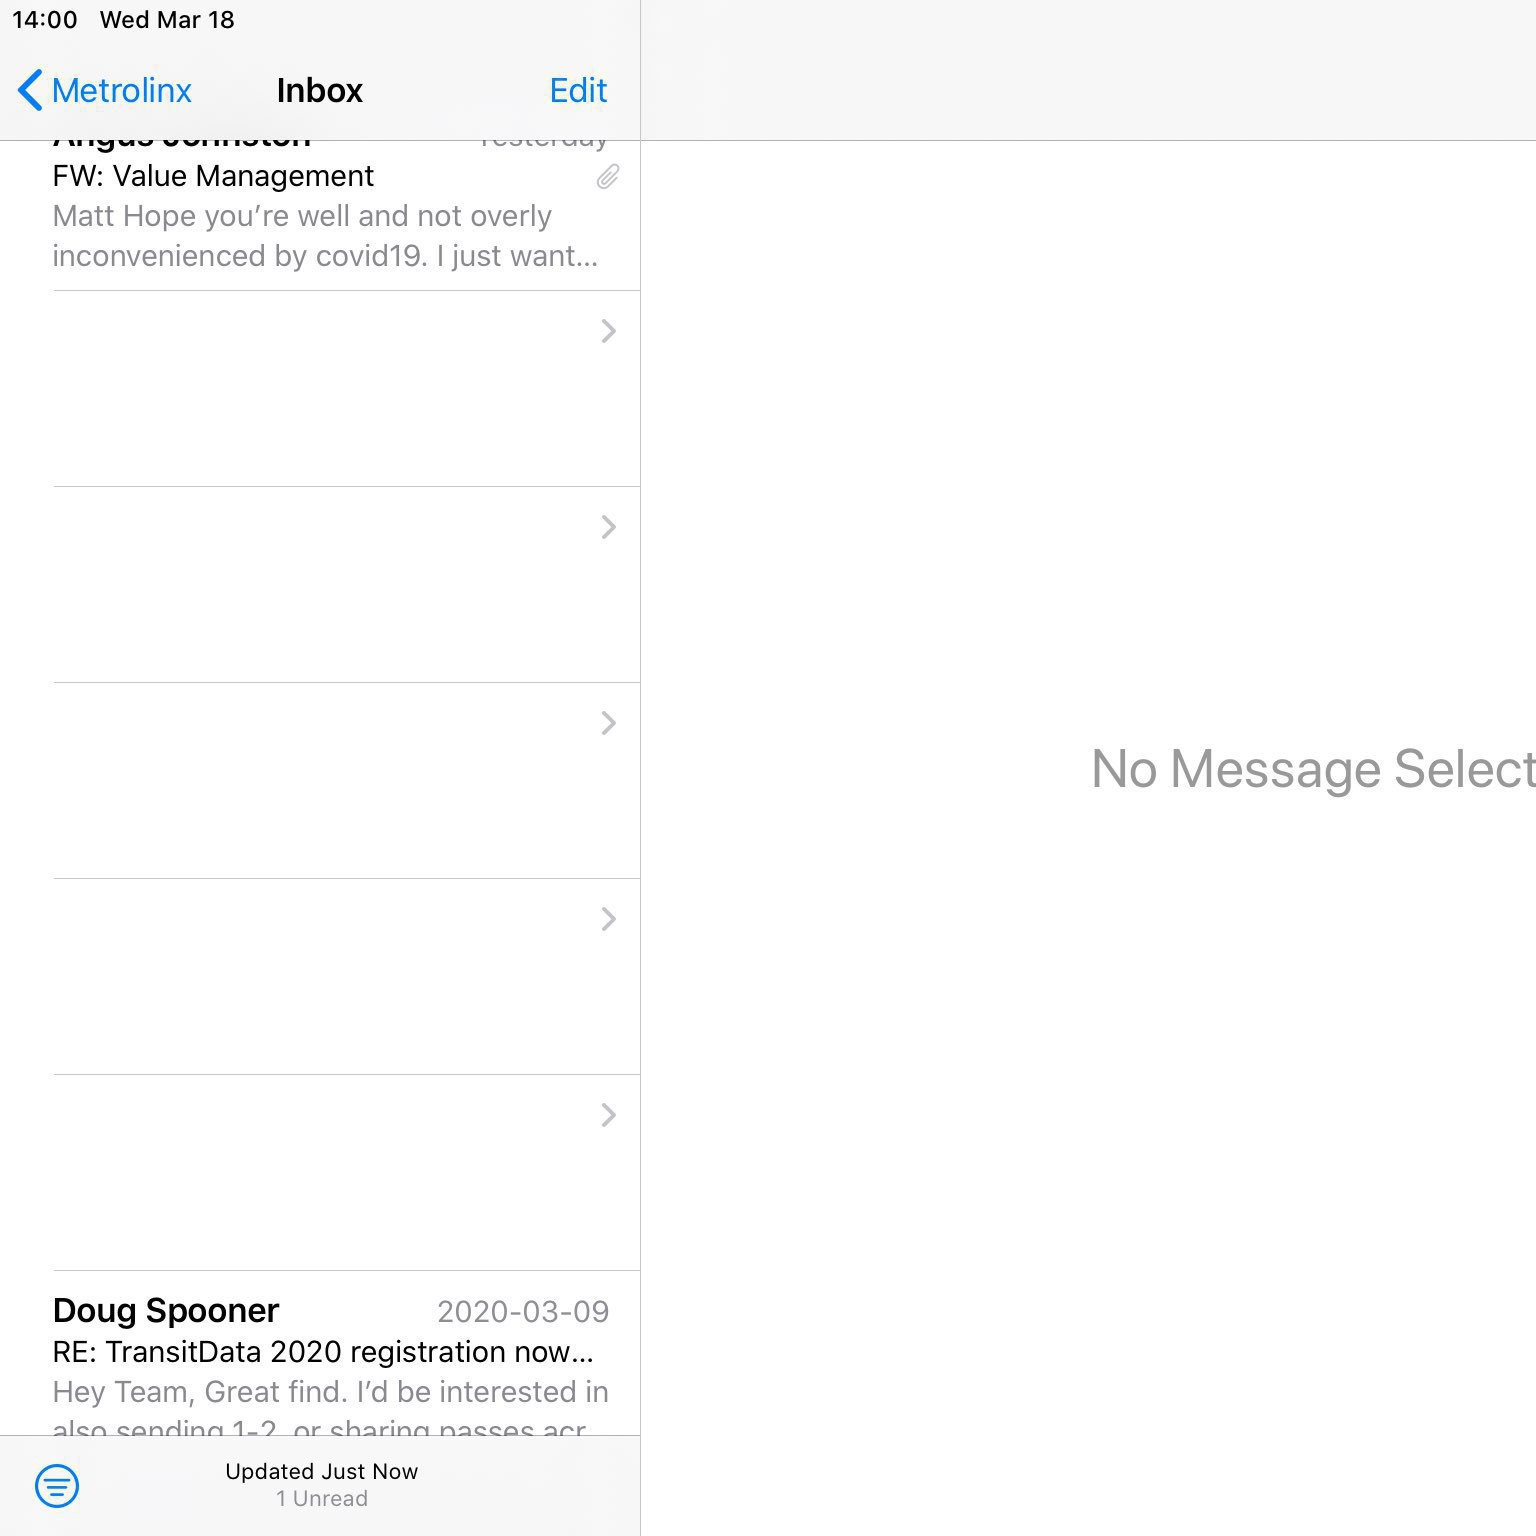 14:00 Wed Mar 18
Metrolinx Inbox Edit
Angus Johnston Yesterday
FW: Value Management
Matt Hope you’re well and not overly
inconvenienced by covid19. I just want...
No Message Select
Doug Spooner 2020-03-09
RE: TransitData 2020 registration now...
Hey Team, Great find. I’d be interested in
also sending 1-2, or sharing passes acr
Updated Just Now
1 Unread